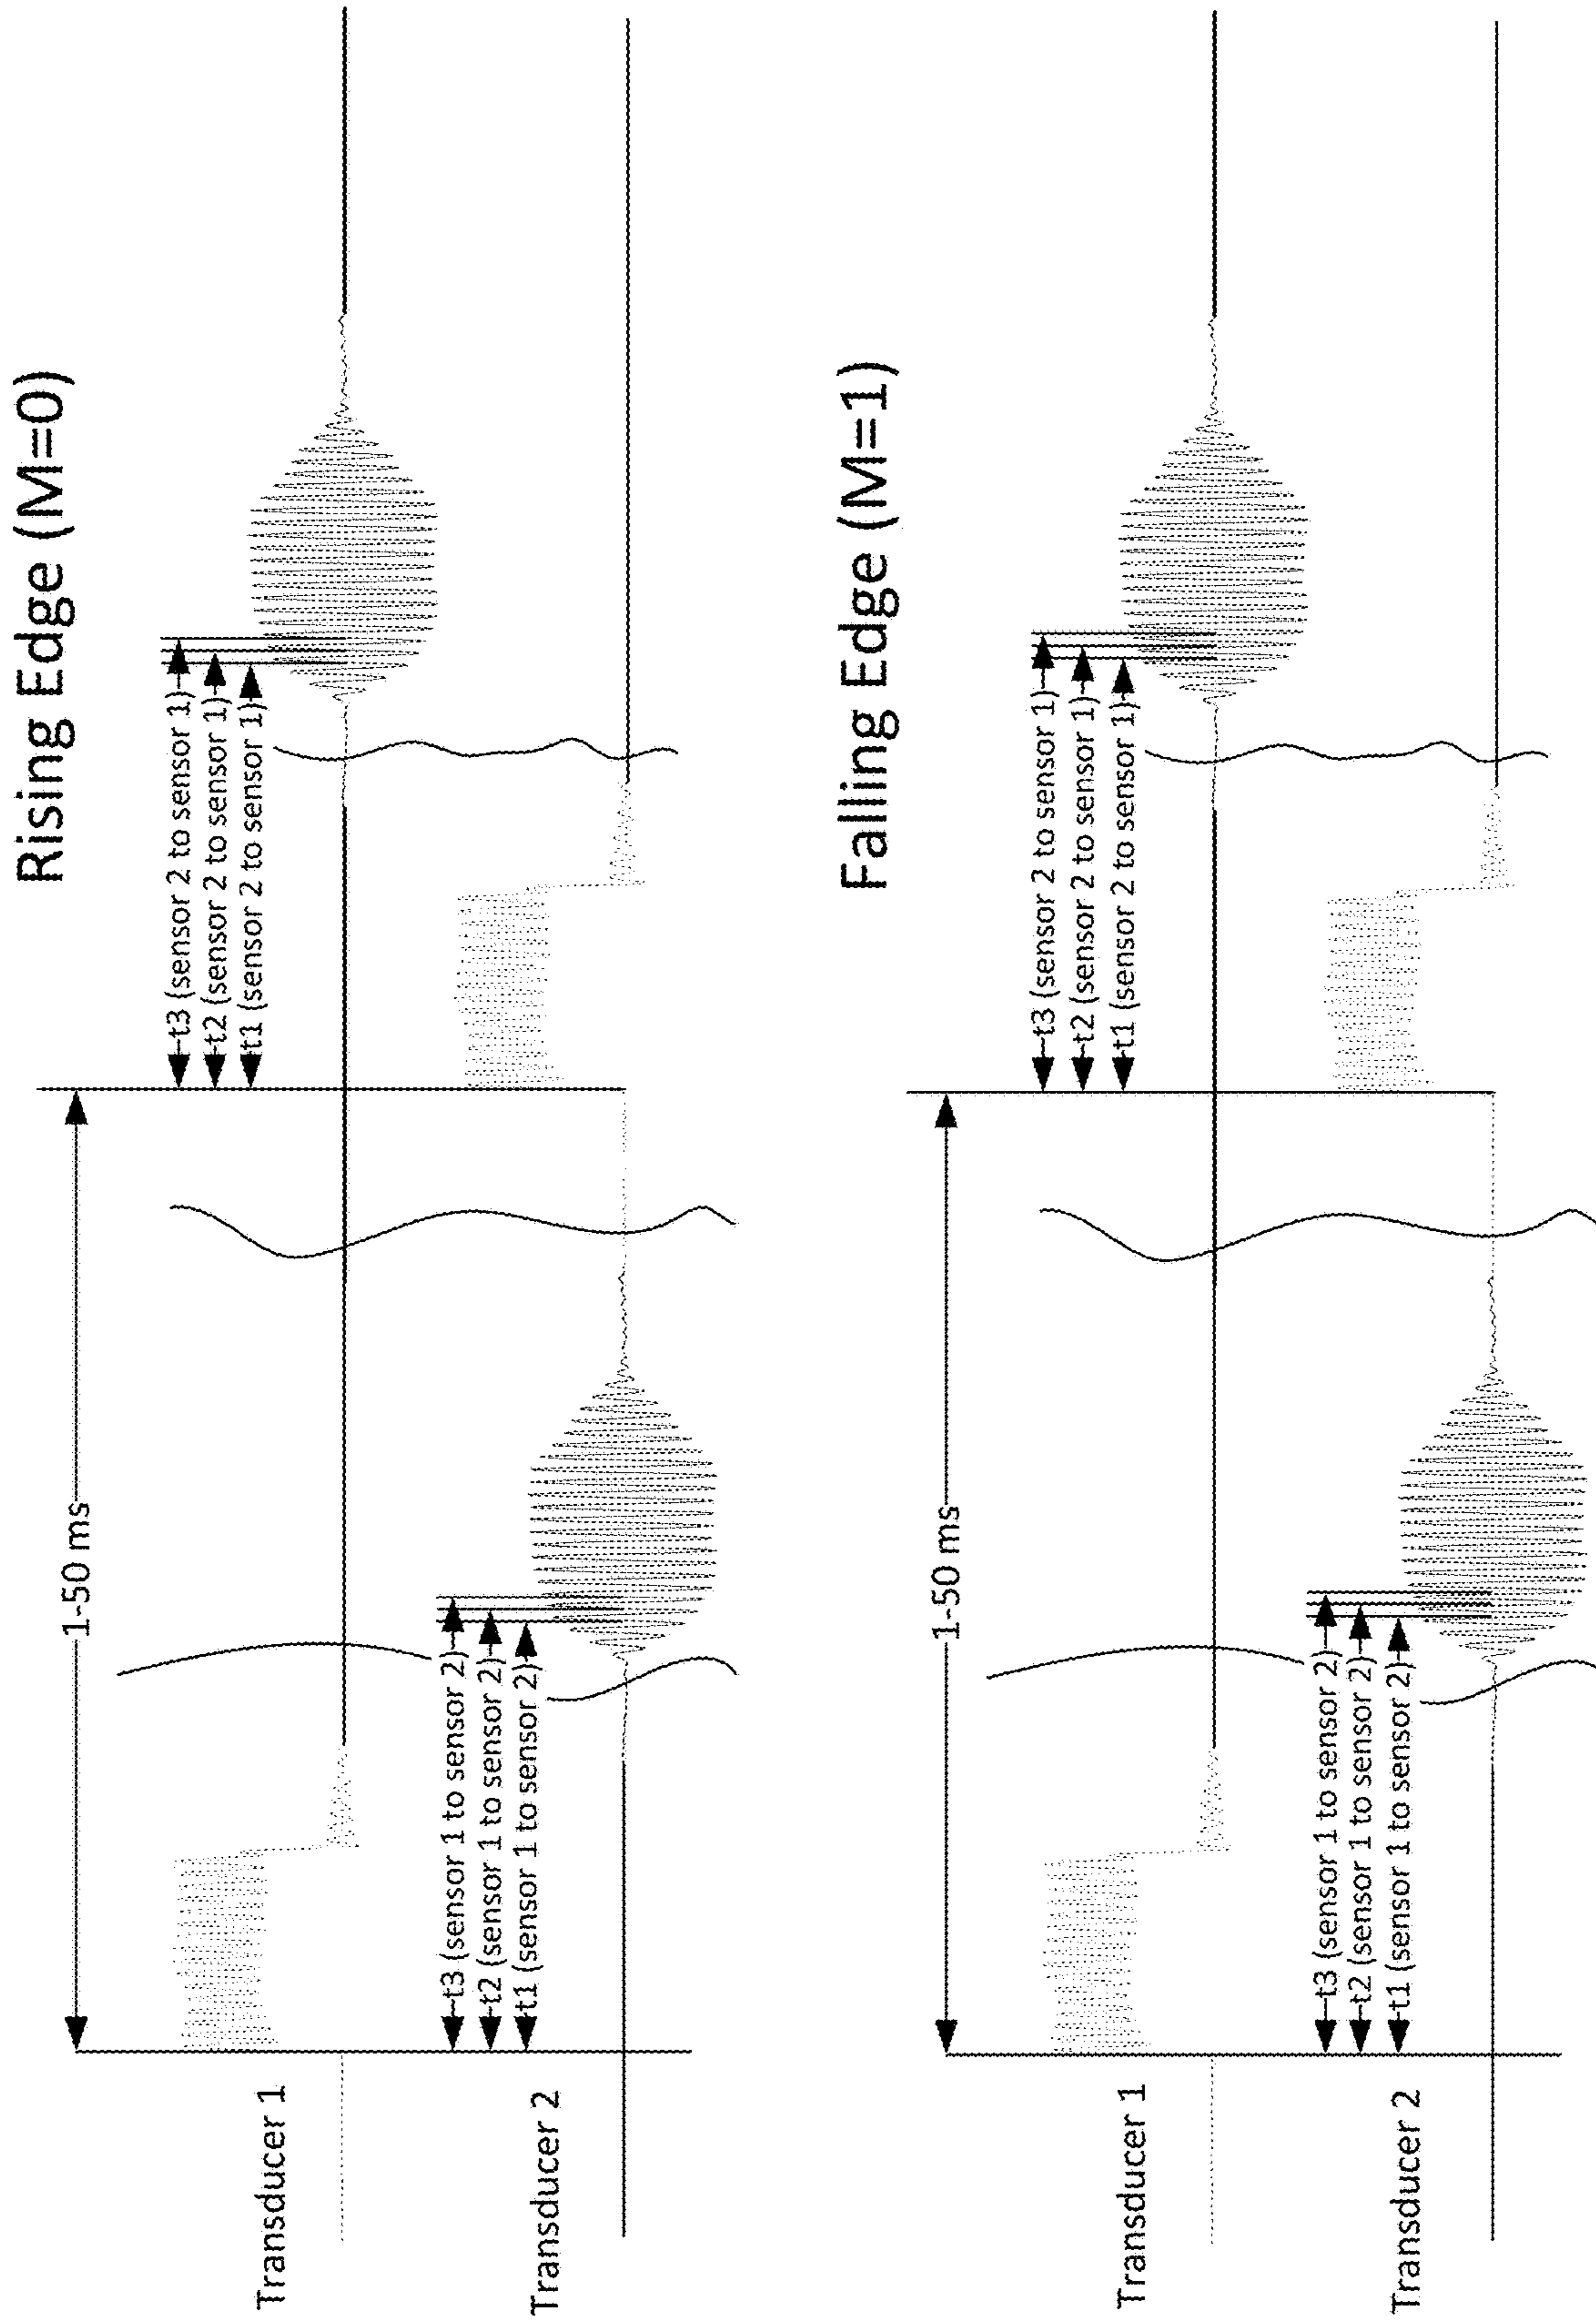 Rising Edge (M=0)
1-50 ms
t3 (sensor 2 to sensor 1)
t2 (sensor 2 to sensor 1)
t1 (sensor 2 to sensor 1)
Transducer 1
t3 (sensor 1 to sensor 2)
t2 (sensor 1 to sensor 2)
t1 (sensor 1 to sensor 2)
Transducer 2
Falling Edge (M=1)
1-50 ms
t3 (sensor 2 to sensor 1)
t2 (sensor 2 to sensor 1)
t1 (sensor 2 to sensor 1)
Transducer 1
t3 (sensor 1 to sensor 2)
t2 (sensor 1 to sensor 2)
t1 (sensor 1 to sensor 2)
Transducer 2